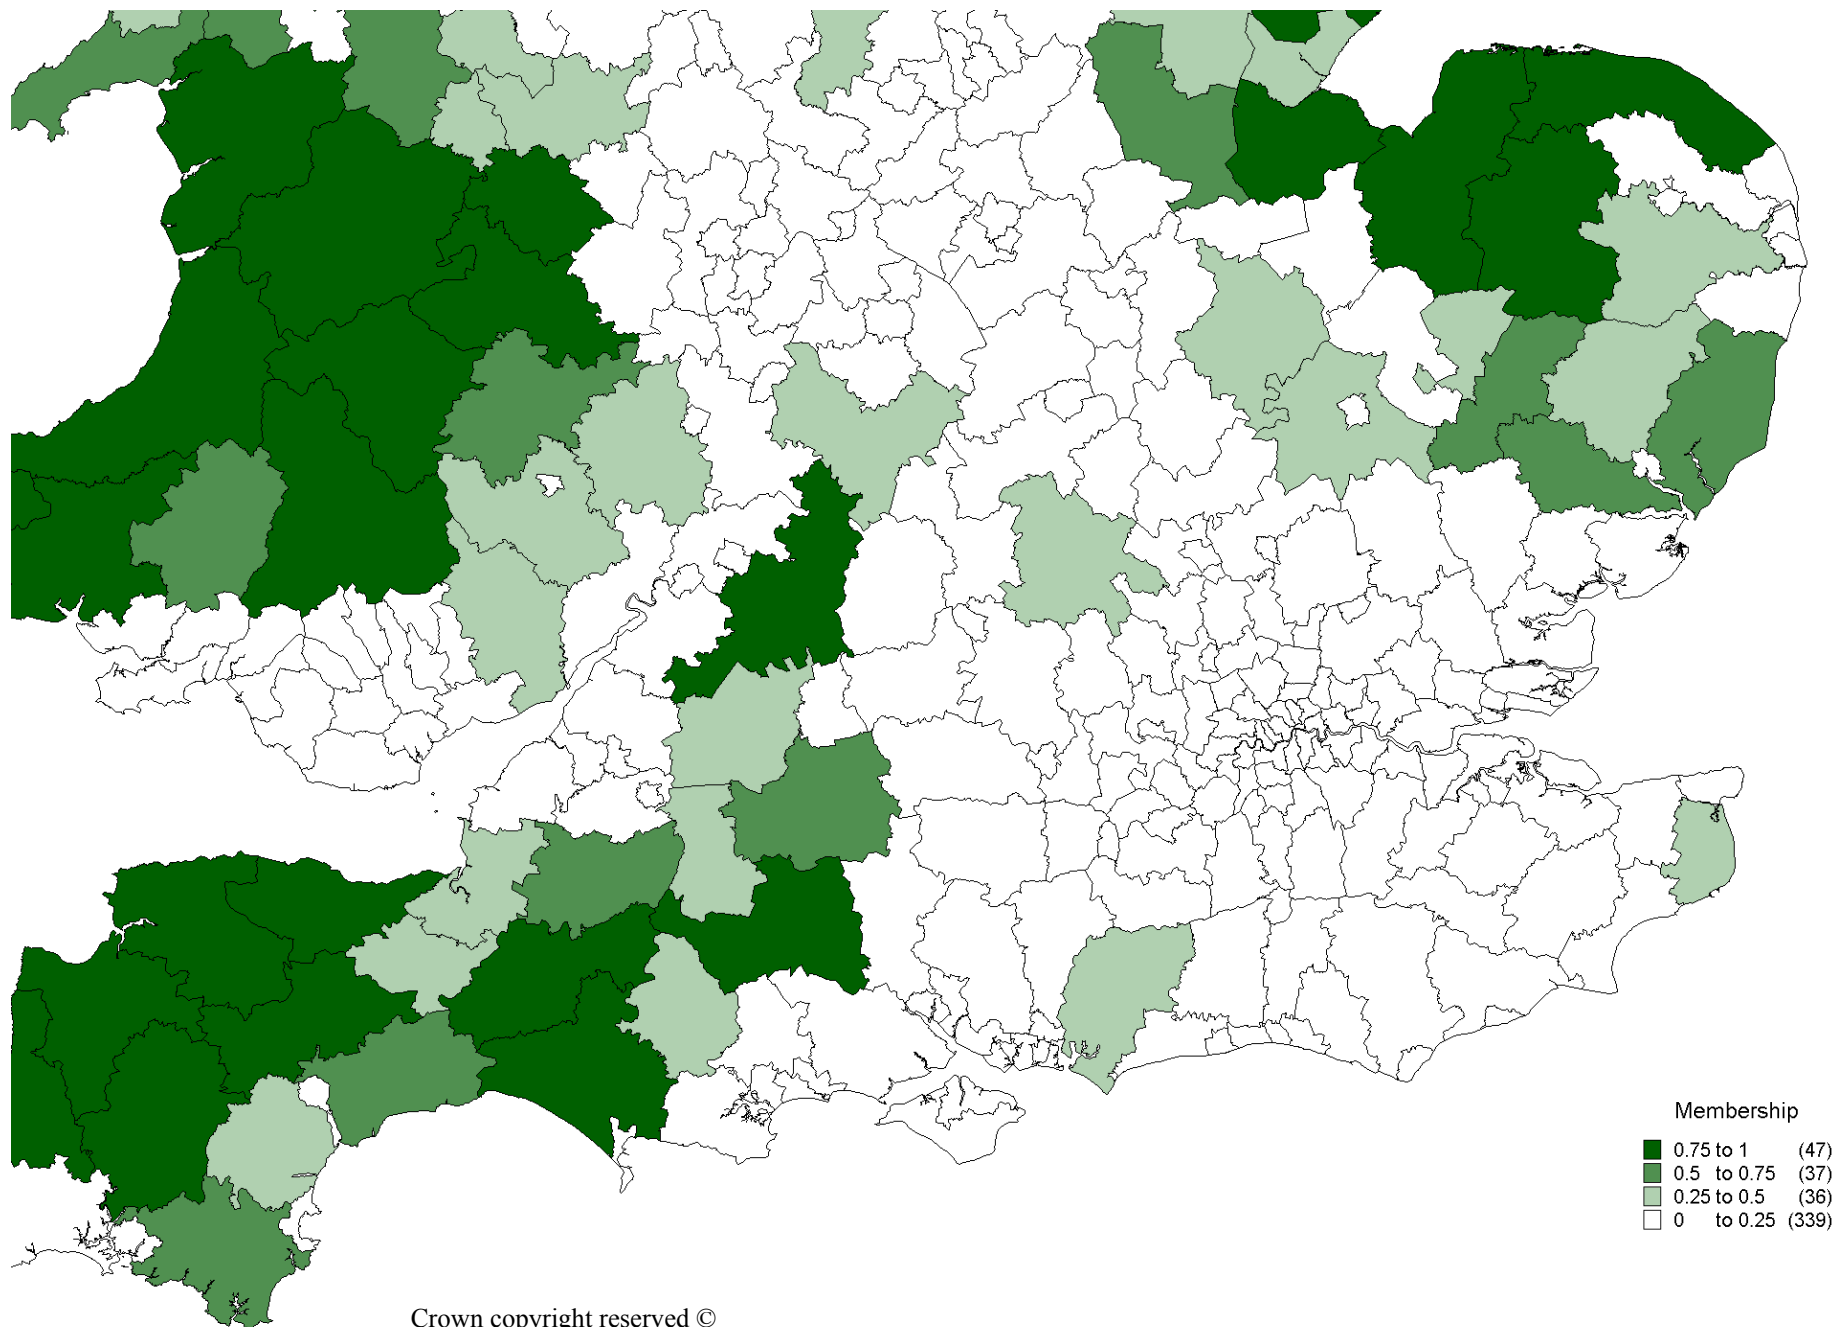 Membership
0.75 to 1 (47)
0.5 to 0.75 (37)
0.25 to 0.5 (36)
0 to 0.25 (339)
Crown copyright reserved ©